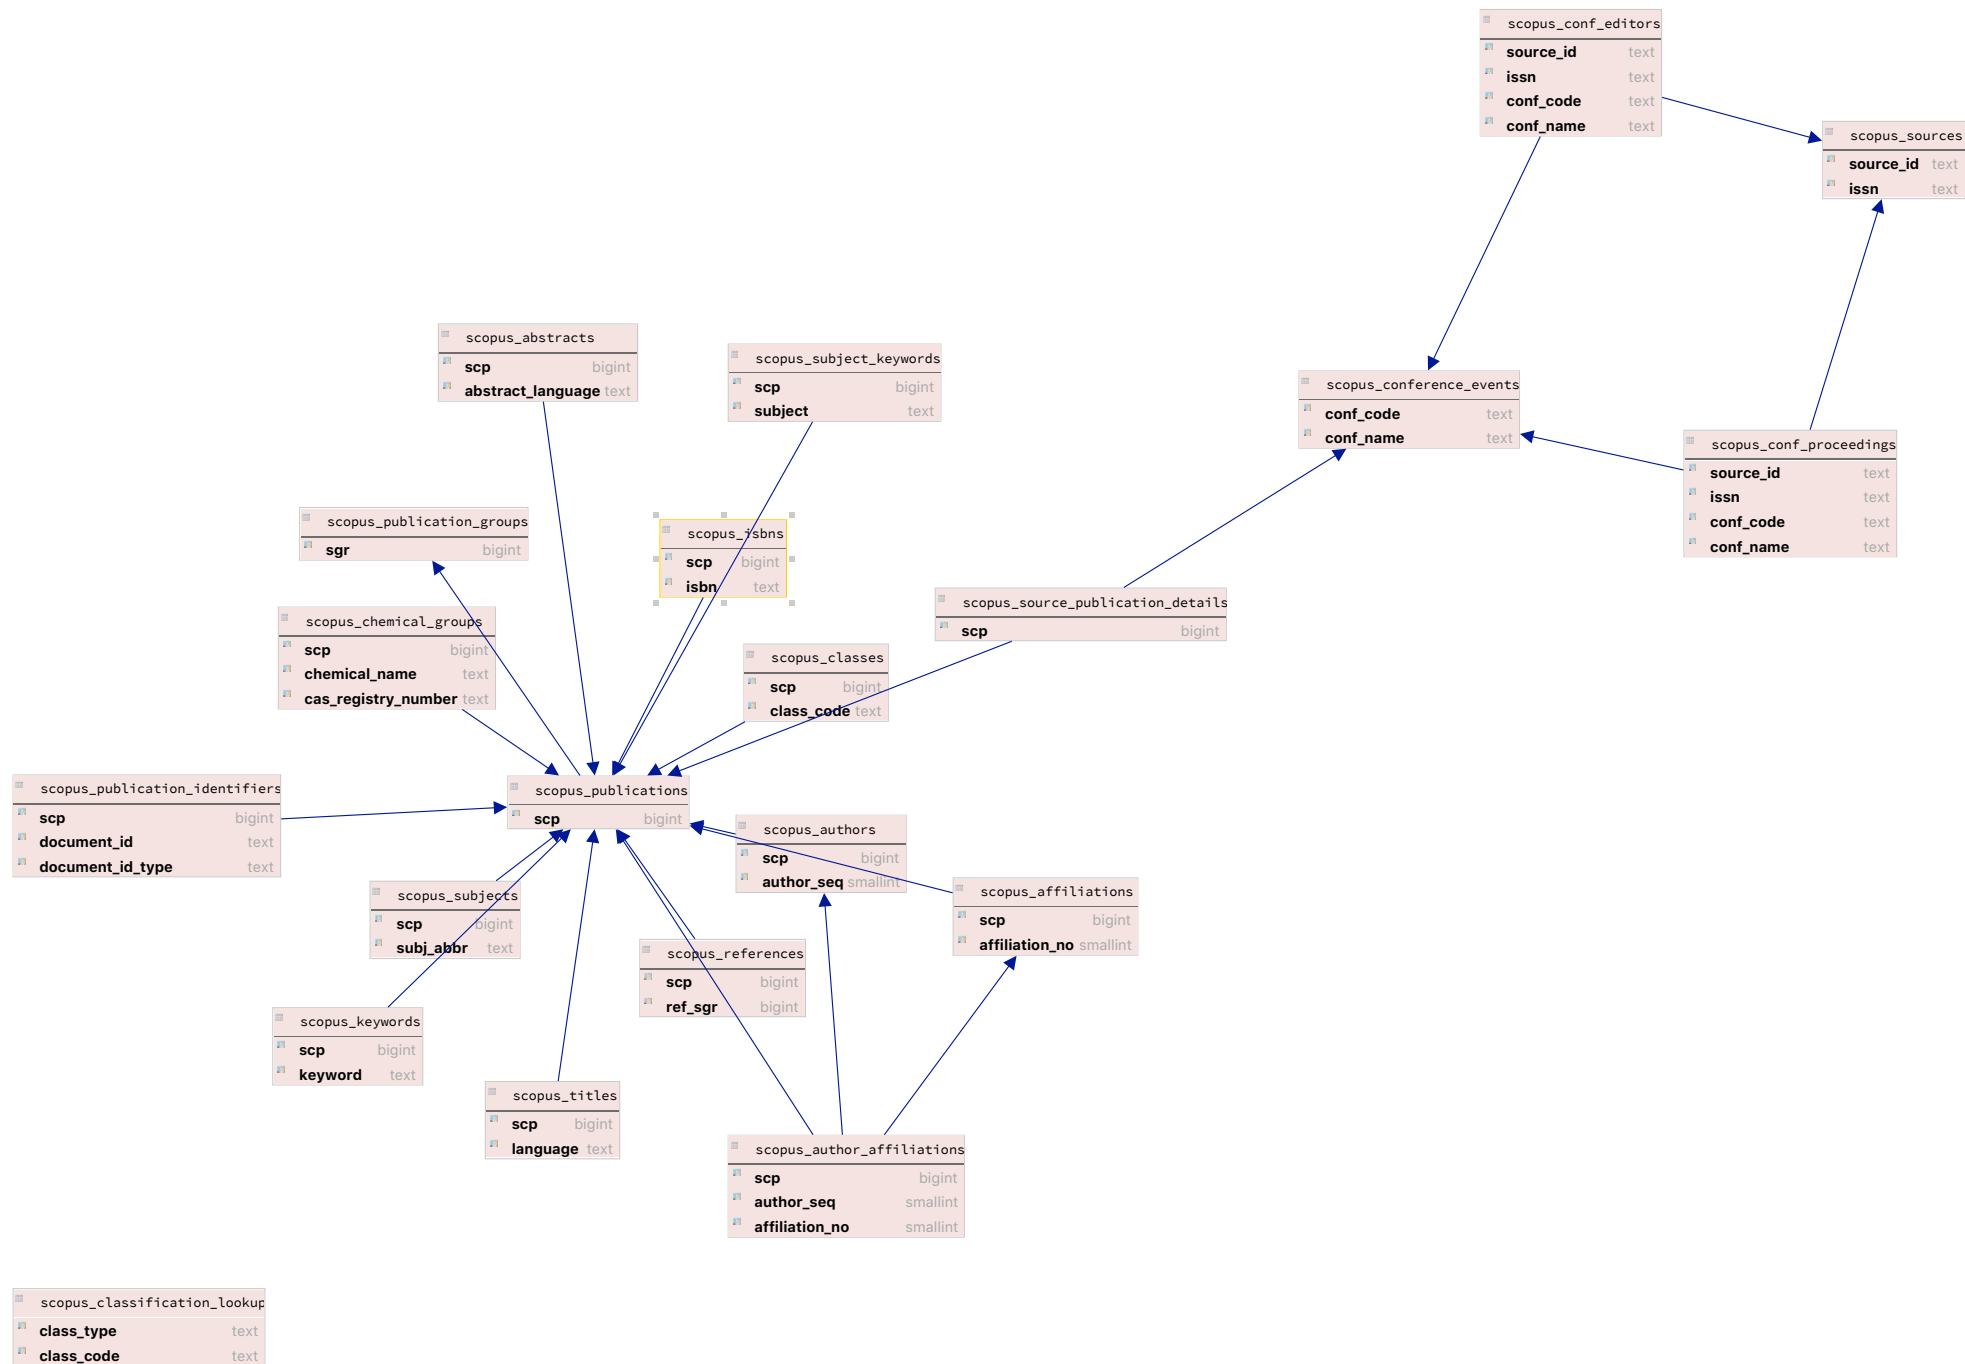 scopus_conf_editors
source_id text
issn text
conf_code text
conf_name text
scopus_sources
source_id text
issn text
scopus_abstracts
scp bigint
abstract_language text
scopus_subject_keywords
scp bigint
subject text
scopus_conference_events
conf_code text
conf_name text
scopus_conf_proceedings
source_id text
issn text
conf_code text
conf_name text
scopus_publication_groups
sgr bigint
scopus_isbns
scp bigint
isbn text
scopus_source_publication_details
scp bigint
scopus_chemical_groups
scp bigint
chemical_name text
cas_registry_number text
scopus_classes
scp bigint
class_code text
scopus_publication_identifiers
scp bigint
document_id text
document_id_type text
scopus_publications
scp bigint
scopus_authors
scp bigint
author_seq smallint
scopus_subjects
scp bigint
subj_abbr text
scopus_affiliations
scp bigint
affiliation_no smallint
scopus_references
scp bigint
ref_sgr bigint
scopus_keywords
scp bigint
keyword text
scopus_titles
scp bigint
language text
scopus_author_affiliations
scp bigint
author_seq smallint
affiliation_no smallint
scopus_classification_lookup
class_type text
class_code text